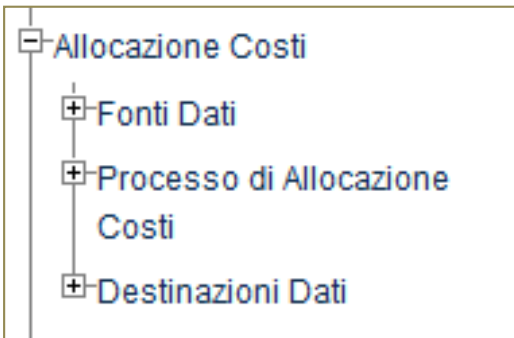 Allocazione Costi
Fonti Dati
Processo di Allocazione
Costi
Destinazioni Dati